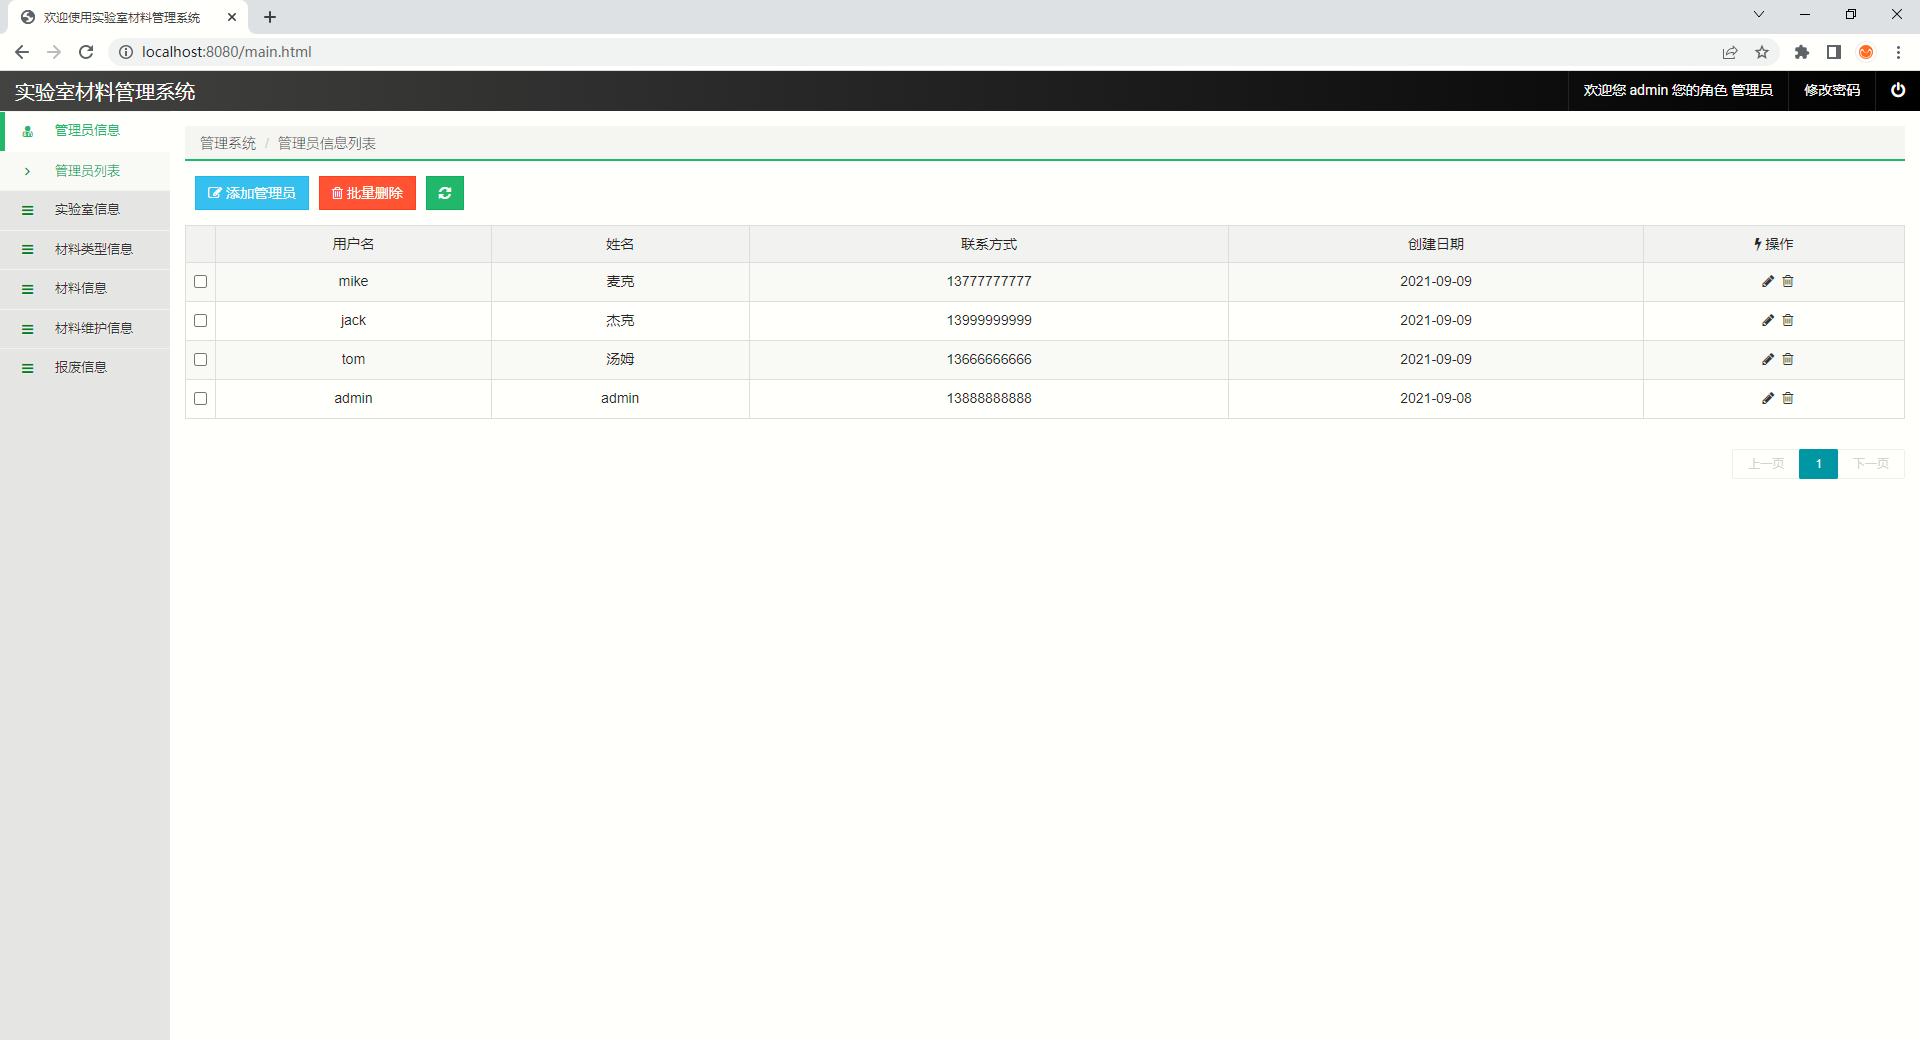 欢迎使用实验室材料管理系统
localhost:8080/main.html
实验室材料管理系统 欢迎您 admin 您的角色 管理员 修改密码
管理员信息
管理员列表
实验室信息
材料类型信息
材料信息
材料维护信息
报废信息
管理系统 / 管理员信息列表
添加管理员 批量删除
用户名 姓名 联系方式 创建日期 操作
mike 麦克 13777777777 2021-09-09
jack 杰克 13999999999 2021-09-09
tom 汤姆 13666666666 2021-09-09
admin admin 13888888888 2021-09-08
上一页 1 下一页